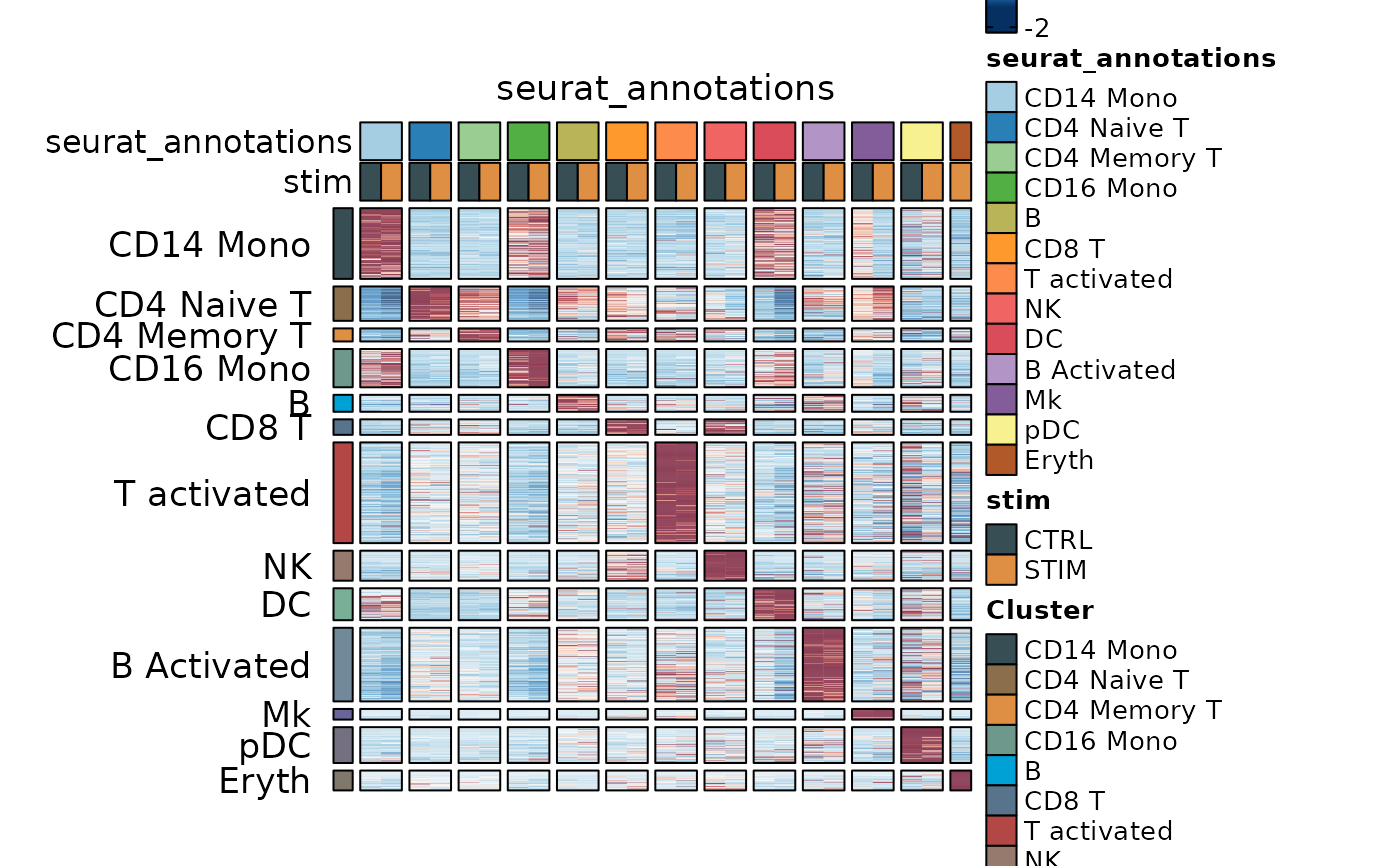 -2
seurat_annotations
CD14 Mono
CD4 Naive T
CD4 Memory T
CD16 Mono
B
CD8 T
T activated
NK
DC
B Activated
Mk
pDC
Eryth
stim
CTRL
STIM
Cluster
CD14 Mono
CD4 Naive T
CD4 Memory T
CD16 Mono
B
CD8 T
T activated
NK
seurat_annotations
seurat_annotations
stim
CD14 Mono
CD4 Naive T
CD4 Memory T
CD16 Mono
B
CD8 T
T activated
NK
DC
B Activated
Mk
pDC
Eryth